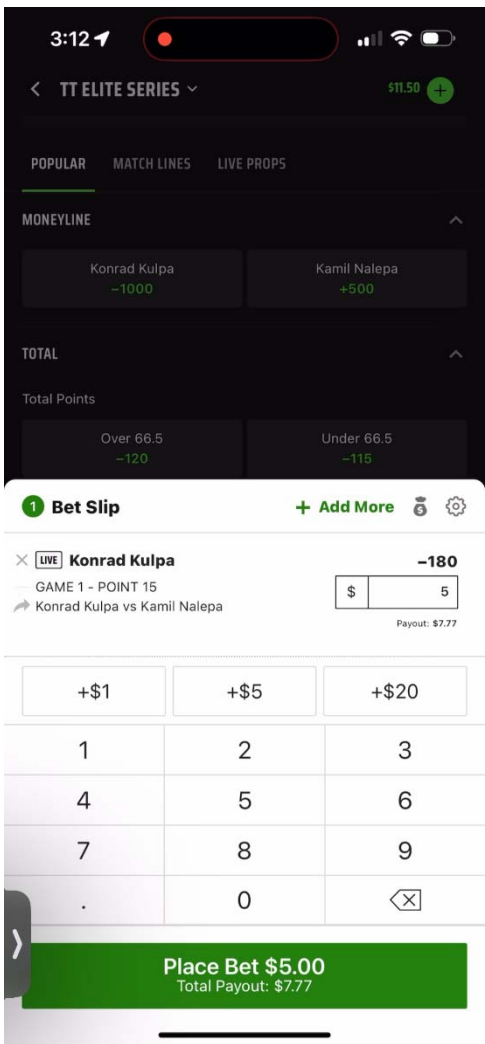 3:12
TT ELITE SERIES
$11.50
POPULAR MATCH LINES LIVE PROPS
MONEYLINE
Konrad Kulpa Kamil Nalepa
−1000 +500
TOTAL
Total Points
Over 66.5 Under 66.5
−120 −115
1 Bet Slip + Add More
LIVE Konrad Kulpa −180
GAME 1 - POINT 15 $ 5
Konrad Kulpa vs Kamil Nalepa
Payout: $7.77
+$1 +$5 +$20
1 2 3
4 5 6
7 8 9
. 0
Place Bet $5.00
Total Payout: $7.77